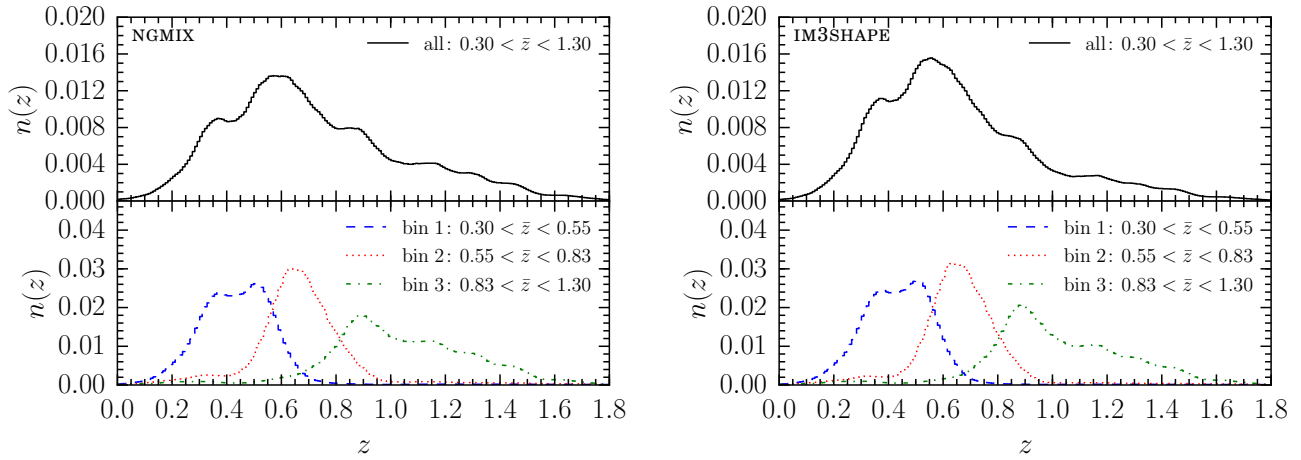 NGMIX
all: 0.30 < z̄ < 1.30
n(z)
0.020
0.016
0.012
0.008
0.004
0.000
bin 1: 0.30 < z̄ < 0.55
bin 2: 0.55 < z̄ < 0.83
bin 3: 0.83 < z̄ < 1.30
n(z)
0.04
0.03
0.02
0.01
0.00
0.0 0.2 0.4 0.6 0.8 1.0 1.2 1.4 1.6 1.8
z
IM3SHAPE
all: 0.30 < z̄ < 1.30
n(z)
0.020
0.016
0.012
0.008
0.004
0.000
bin 1: 0.30 < z̄ < 0.55
bin 2: 0.55 < z̄ < 0.83
bin 3: 0.83 < z̄ < 1.30
n(z)
0.04
0.03
0.02
0.01
0.00
0.0 0.2 0.4 0.6 0.8 1.0 1.2 1.4 1.6 1.8
z